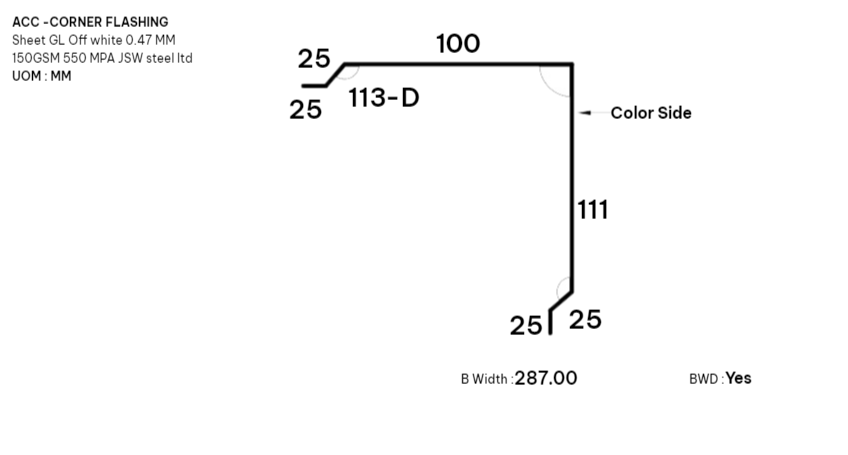 ACC -CORNER FLASHING
Sheet GL Off white 0.47 MM
150GSM 550 MPA JSW steel ltd
UOM : MM
100
25
113-D
25
Color Side
111
25
25
B Width :287.00
BWD :Yes